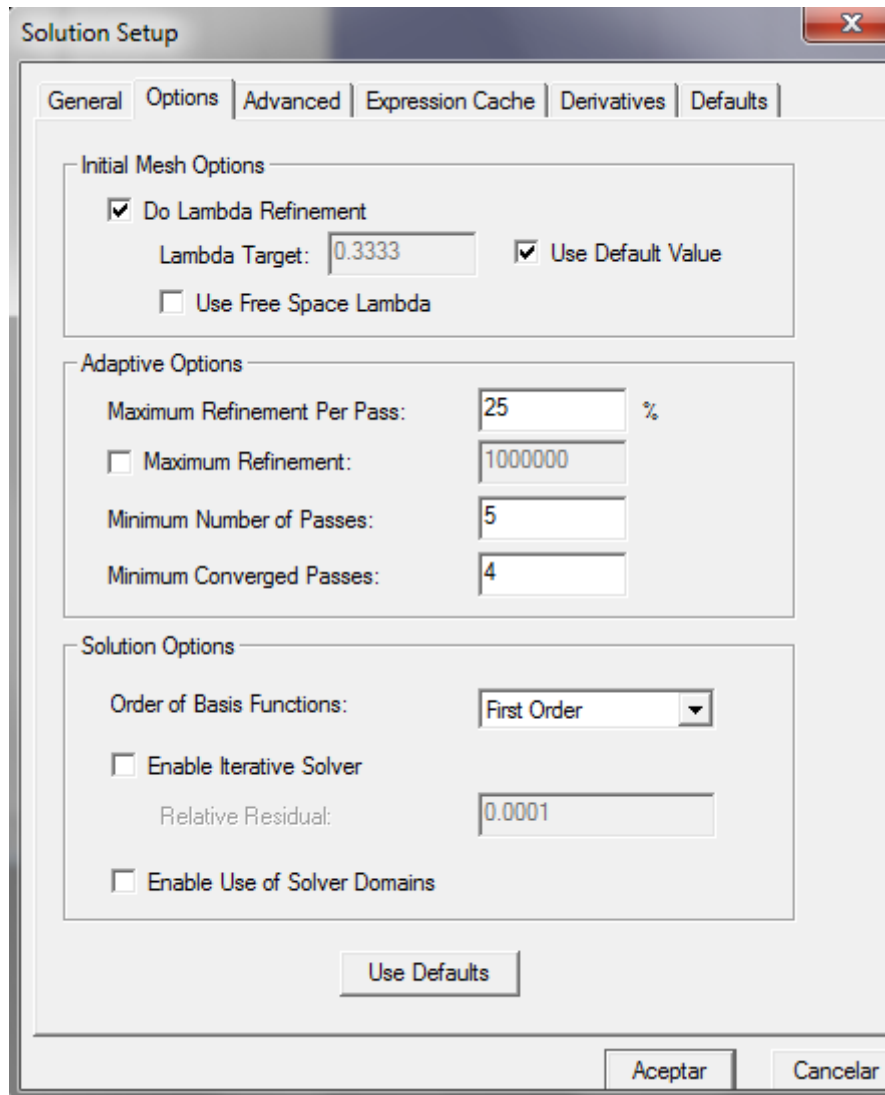 Solution Setup
General Options Advanced Expression Cache Derivatives Defaults
Initial Mesh Options
Do Lambda Refinement
Lambda Target: 0.3333 Use Default Value
Use Free Space Lambda
Adaptive Options
Maximum Refinement Per Pass: 25 %
Maximum Refinement: 1000000
Minimum Number of Passes: 5
Minimum Converged Passes: 4
Solution Options
Order of Basis Functions: First Order
Enable Iterative Solver
Relative Residual: 0.0001
Enable Use of Solver Domains
Use Defaults
Aceptar Cancelar